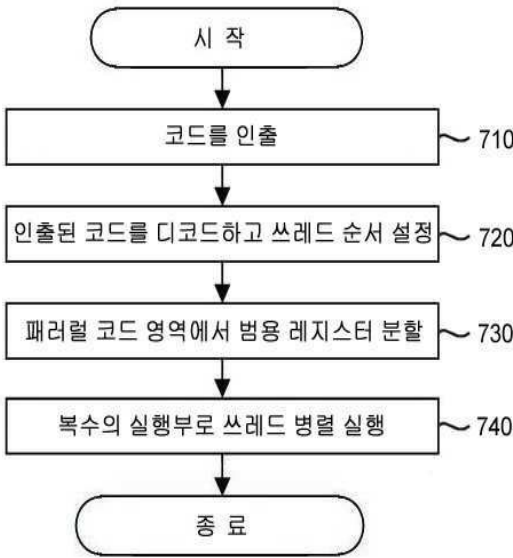 시 작
코드를 인출
710
인출된 코드를 디코드하고 쓰레드 순서 설정
720
패러럴 코드 영역에서 범용 레지스터 분할
730
복수의 실행부로 쓰레드 병렬 실행
740
종 료